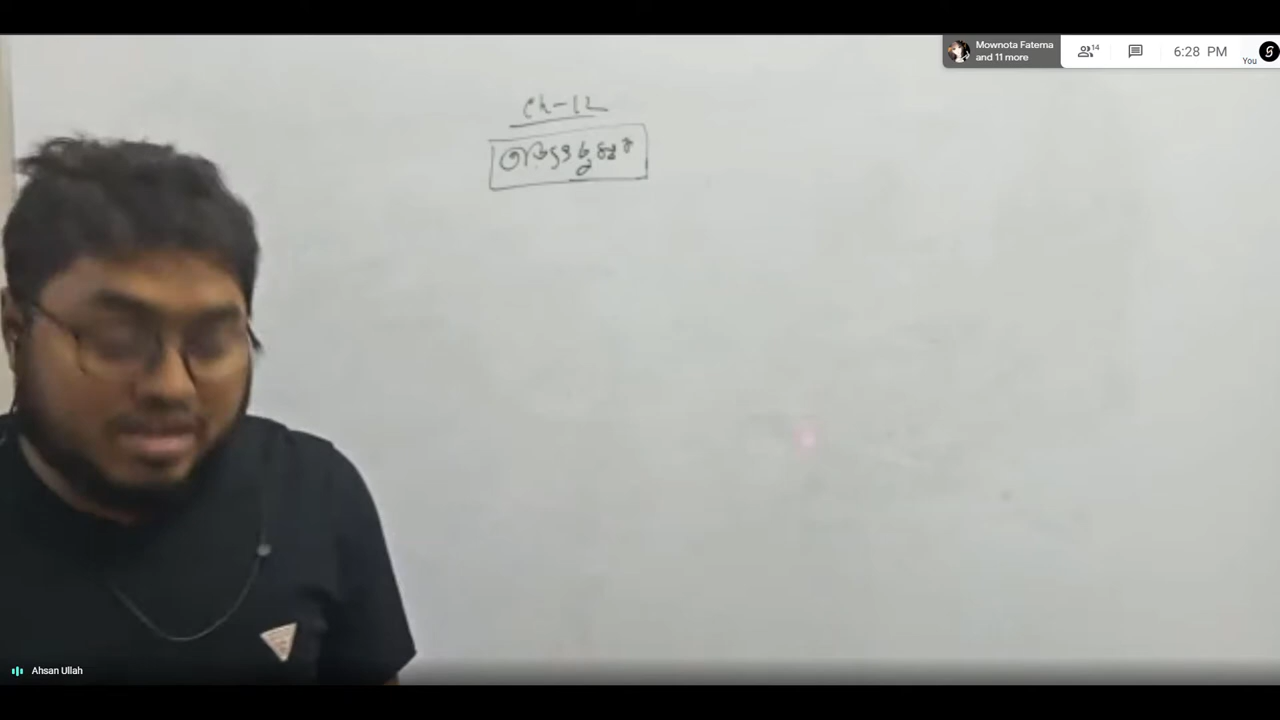 Mownota Fatema
and 11 more
14
6:28 PM
You
Ch-12
Ahsan Ullah